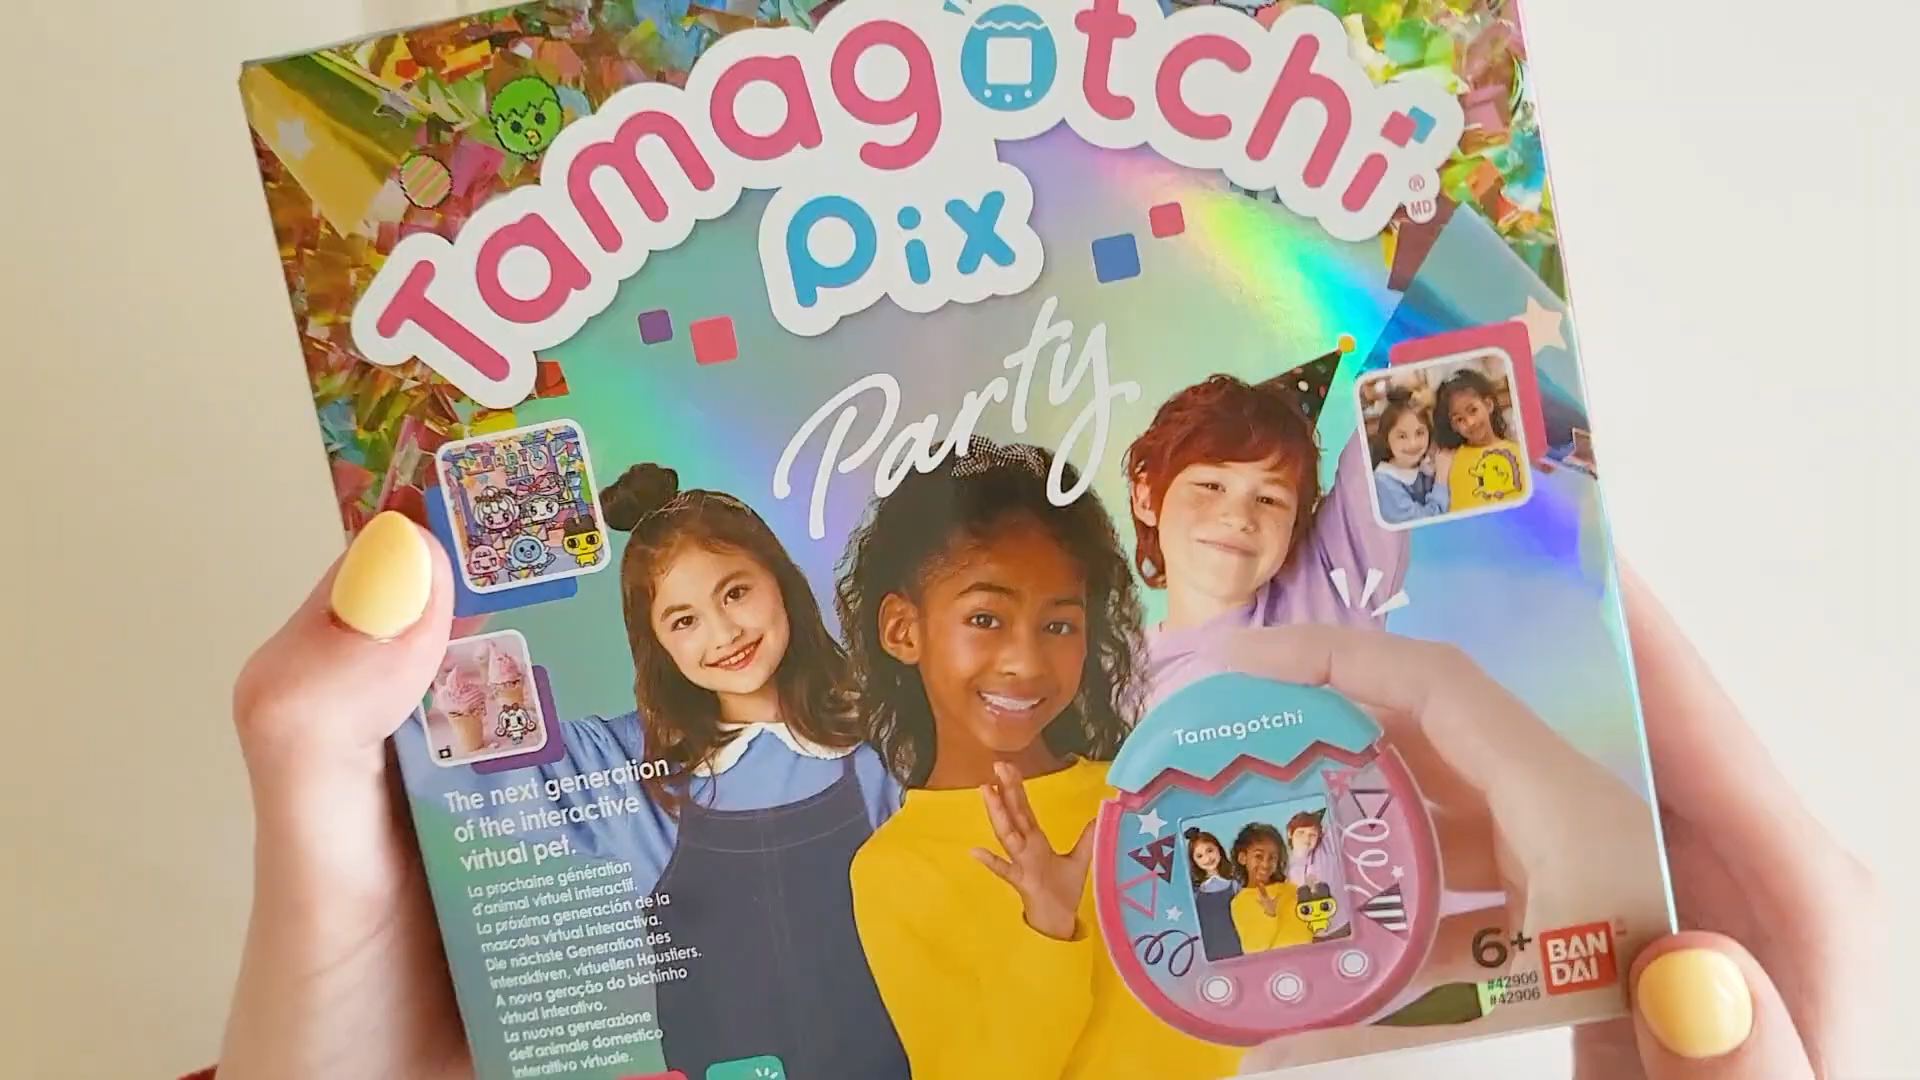 Tamagotchi
® MD
Pix
Party
Tamagotchi
The next generation
of the interactive
virtual pet.
La prochaine génération
d'animal virtuel interactif.
La próxima generación de la
mascota virtual interactiva.
Die nächste Generation des
interaktiven, virtuellen Haustiers.
A nova geração do bichinho
virtual interativo.
La nuova generazione
dell'animale domestico
interattivo virtuale.
6+
BAN
DAI
#42900
#42906